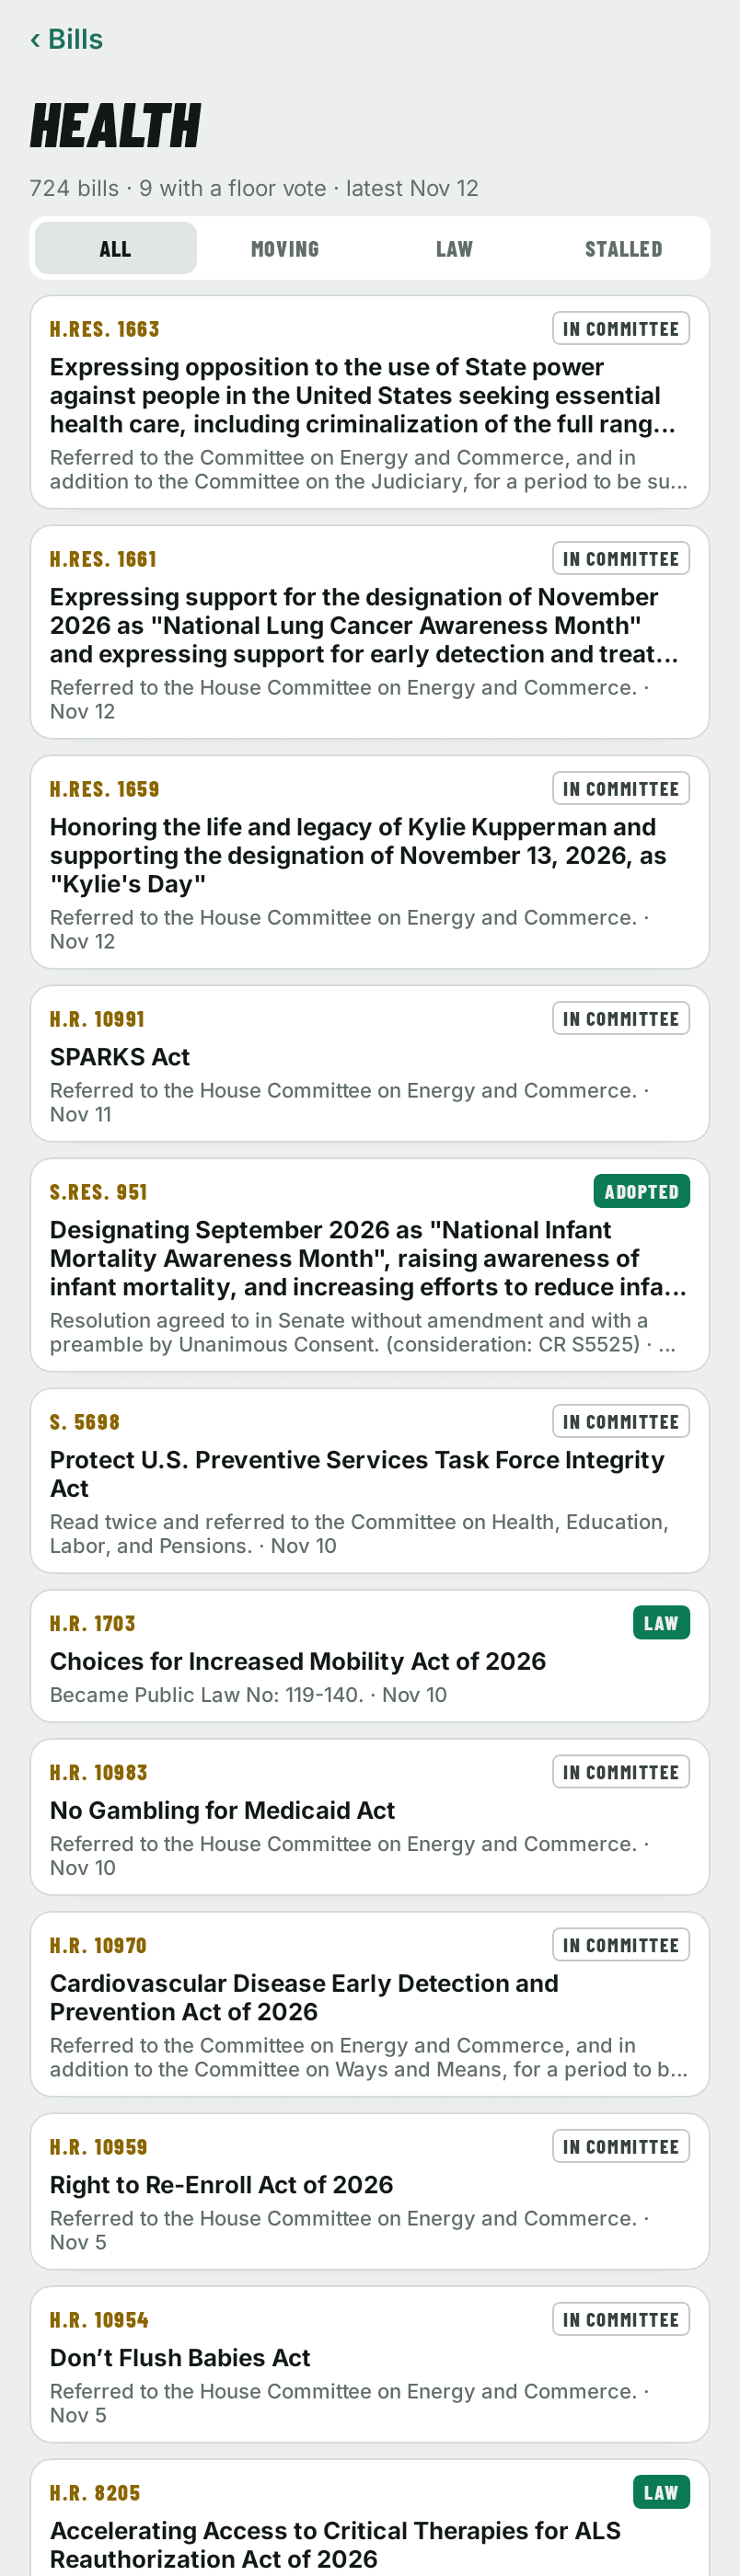 ‹ Bills
HEALTH
724 bills · 9 with a floor vote · latest Nov 12
ALL MOVING LAW STALLED
H.RES. 1663 IN COMMITTEE
Expressing opposition to the use of State power
against people in the United States seeking essential
health care, including criminalization of the full rang...
Referred to the Committee on Energy and Commerce, and in
addition to the Committee on the Judiciary, for a period to be su...
H.RES. 1661 IN COMMITTEE
Expressing support for the designation of November
2026 as "National Lung Cancer Awareness Month"
and expressing support for early detection and treat...
Referred to the House Committee on Energy and Commerce. ·
Nov 12
H.RES. 1659 IN COMMITTEE
Honoring the life and legacy of Kylie Kupperman and
supporting the designation of November 13, 2026, as
"Kylie's Day"
Referred to the House Committee on Energy and Commerce. ·
Nov 12
H.R. 10991 IN COMMITTEE
SPARKS Act
Referred to the House Committee on Energy and Commerce. ·
Nov 11
S.RES. 951 ADOPTED
Designating September 2026 as "National Infant
Mortality Awareness Month", raising awareness of
infant mortality, and increasing efforts to reduce infa...
Resolution agreed to in Senate without amendment and with a
preamble by Unanimous Consent. (consideration: CR S5525) · ...
S. 5698 IN COMMITTEE
Protect U.S. Preventive Services Task Force Integrity
Act
Read twice and referred to the Committee on Health, Education,
Labor, and Pensions. · Nov 10
H.R. 1703 LAW
Choices for Increased Mobility Act of 2026
Became Public Law No: 119-140. · Nov 10
H.R. 10983 IN COMMITTEE
No Gambling for Medicaid Act
Referred to the House Committee on Energy and Commerce. ·
Nov 10
H.R. 10970 IN COMMITTEE
Cardiovascular Disease Early Detection and
Prevention Act of 2026
Referred to the Committee on Energy and Commerce, and in
addition to the Committee on Ways and Means, for a period to b...
H.R. 10959 IN COMMITTEE
Right to Re-Enroll Act of 2026
Referred to the House Committee on Energy and Commerce. ·
Nov 5
H.R. 10954 IN COMMITTEE
Don’t Flush Babies Act
Referred to the House Committee on Energy and Commerce. ·
Nov 5
H.R. 8205 LAW
Accelerating Access to Critical Therapies for ALS
Reauthorization Act of 2026